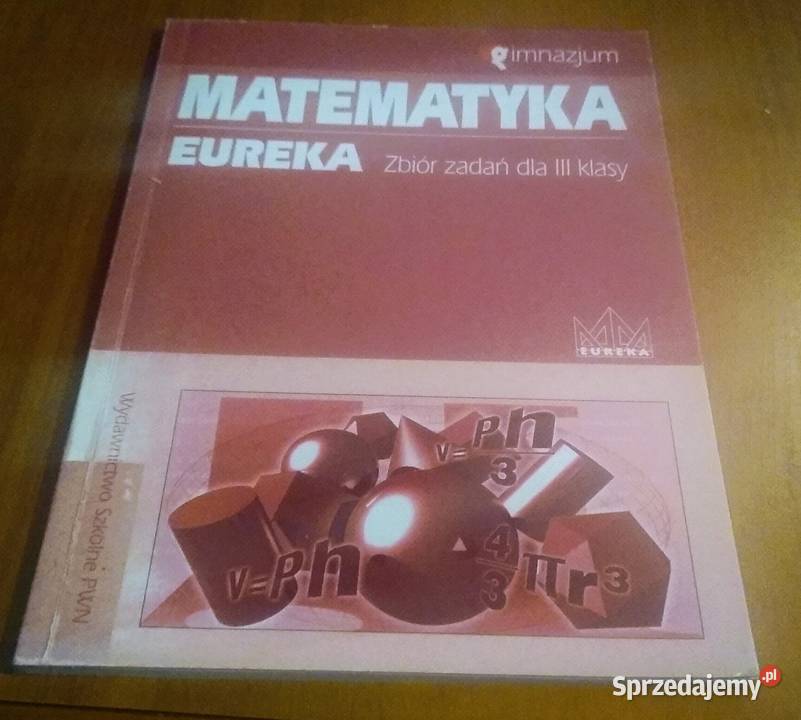 gimnazjum
MATEMATYKA
EUREKA Zbiór zadań dla III klasy
EUREKA
Wydawnictwo Szkolne PWN
V=Ph/3
V=Ph
4/3 πr³
Sprzedajemy.pl